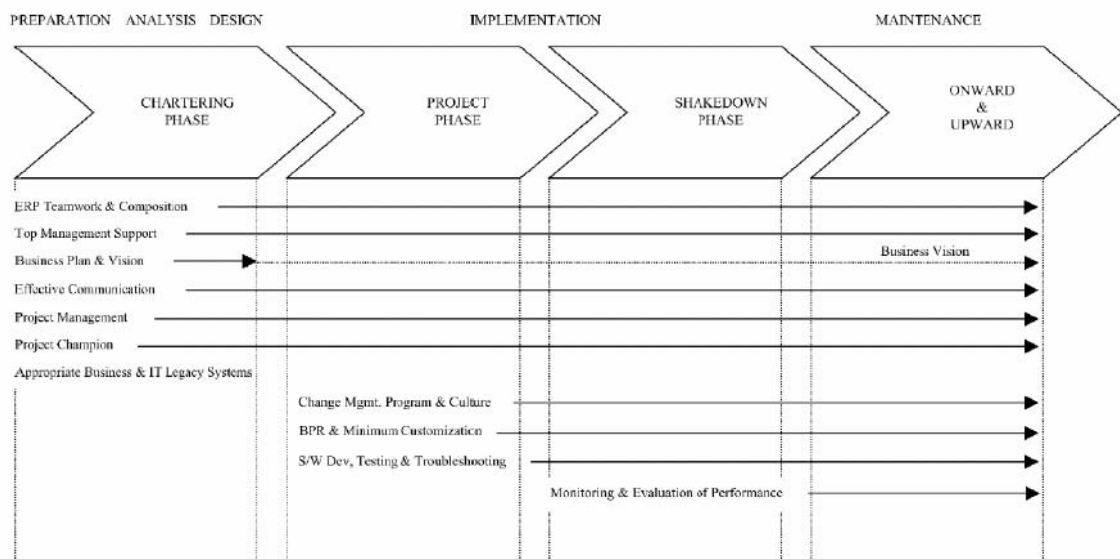 PREPARATION ANALYSIS DESIGN IMPLEMENTATION MAINTENANCE
CHARTERING
PHASE
PROJECT
PHASE
SHAKEDOWN
PHASE
ONWARD
&
UPWARD
ERP Teamwork & Composition
Top Management Support
Business Plan & Vision
Business Vision
Effective Communication
Project Management
Project Champion
Appropriate Business & IT Legacy Systems
Change Mgmt. Program & Culture
BPR & Minimum Customization
S/W Dev, Testing & Troubleshooting
Monitoring & Evaluation of Performance